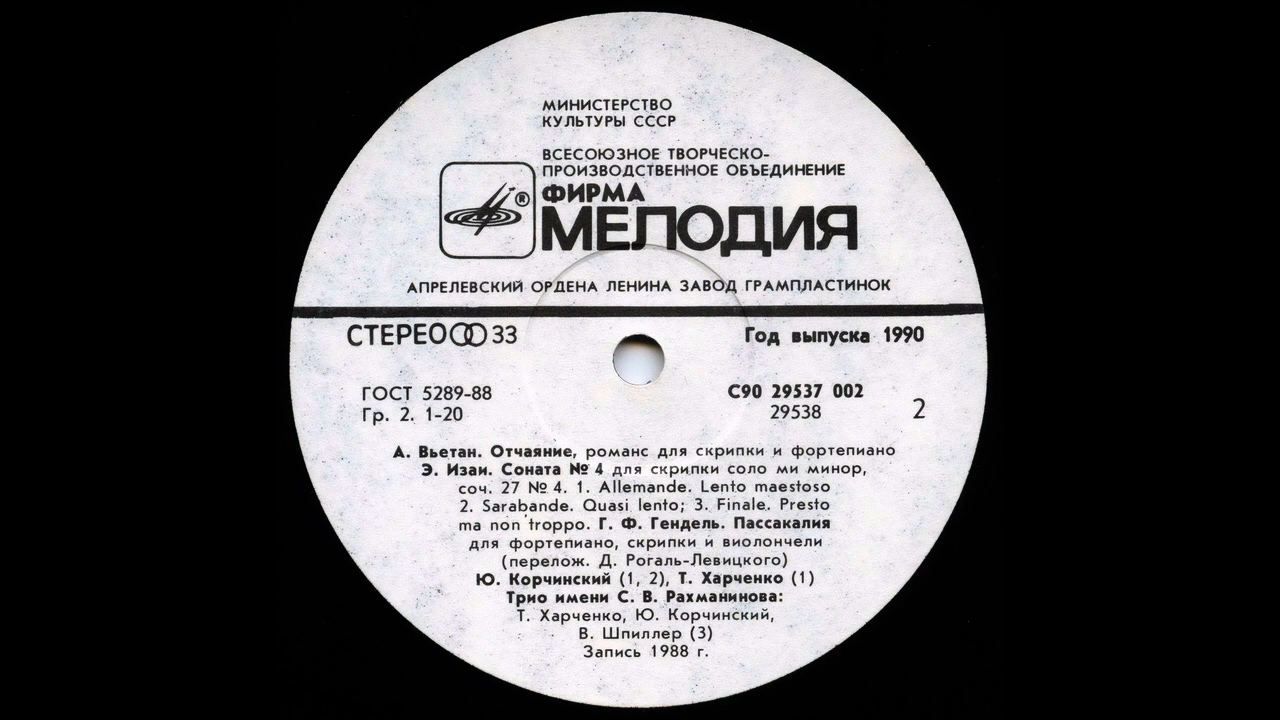 МИНИСТЕРСТВО
КУЛЬТУРЫ СССР
ВСЕСОЮЗНОЕ ТВОРЧЕСКО-
ПРОИЗВОДСТВЕННОЕ ОБЪЕДИНЕНИЕ
ФИРМА
®
МЕЛОДИЯ
АПРЕЛЕВСКИЙ ОРДЕНА ЛЕНИНА ЗАВОД ГРАМПЛАСТИНОК
СТЕРЕО 33
Год выпуска 1990
ГОСТ 5289-88
Гр. 2. 1-20
С90 29537 002
29538
2
А. Вьетан. Отчаяние, романс для скрипки и фортепиано
Э. Изаи. Соната № 4 для скрипки соло ми минор,
соч. 27 № 4. 1. Allemande. Lento maestoso
2. Sarabande. Quasi lento; 3. Finale. Presto
ma non troppo. Г. Ф. Гендель. Пассакалия
для фортепиано, скрипки и виолончели
(перелож. Д. Рогаль-Левицкого)
Ю. Корчинский (1, 2), Т. Харченко (1)
Трио имени С. В. Рахманинова:
Т. Харченко, Ю. Корчинский,
В. Шпиллер (3)
Запись 1988 г.